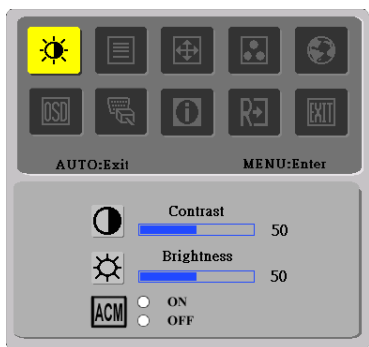 OSD
i
R
EXIT
AUTO:Exit MENU:Enter
Contrast
50
Brightness
50
ACM
ON
OFF